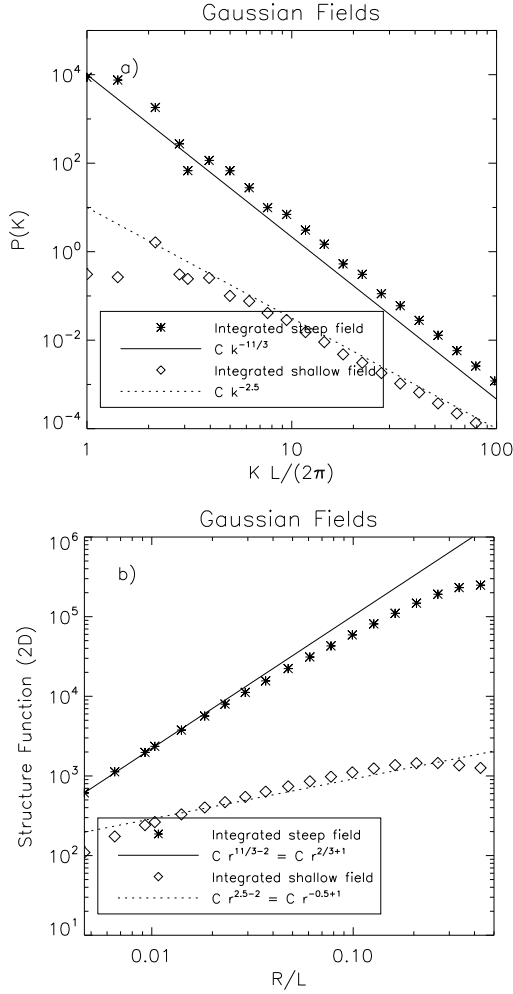 Gaussian Fields
a)
10^4
10^2
10^0
10^-2
10^-4
P(K)
Integrated steep field
C k^-11/3
Integrated shallow field
C k^-2.5
1 10 100
K L/(2π)
Gaussian Fields
b)
10^6
10^5
10^4
10^3
10^2
10^1
Structure Function (2D)
Integrated steep field
C r^11/3-2 = C r^2/3+1
Integrated shallow field
C r^2.5-2 = C r^-0.5+1
0.01 0.10
R/L